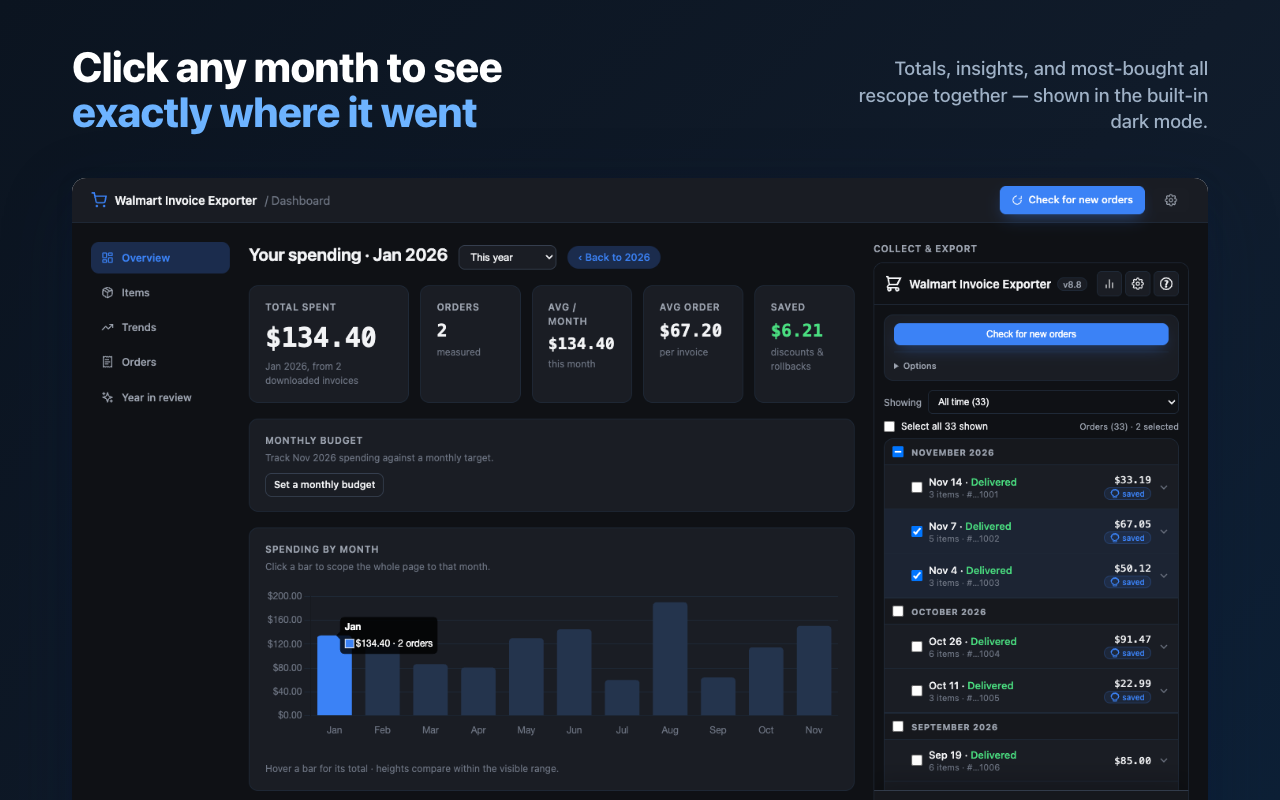 Click any month to see
exactly where it went
Totals, insights, and most-bought all
rescope together — shown in the built-in
dark mode.
Walmart Invoice Exporter / Dashboard
Check for new orders
Overview
Items
Trends
Orders
Year in review
Your spending · Jan 2026
This year
‹ Back to 2026
TOTAL SPENT
$134.40
Jan 2026, from 2
downloaded invoices
ORDERS
2
measured
AVG /
MONTH
$134.40
this month
AVG ORDER
$67.20
per invoice
SAVED
$6.21
discounts &
rollbacks
MONTHLY BUDGET
Track Nov 2026 spending against a monthly target.
Set a monthly budget
SPENDING BY MONTH
Click a bar to scope the whole page to that month.
$200.00
$160.00
$120.00
$80.00
$40.00
$0.00
Jan
$134.40 · 2 orders
Jan Feb Mar Apr May Jun Jul Aug Sep Oct Nov
Hover a bar for its total · heights compare within the visible range.
COLLECT & EXPORT
Walmart Invoice Exporter v6.8
Check for new orders
Options
Showing All time (33)
Select all 33 shown Orders (33) · 2 selected
NOVEMBER 2026
Nov 14 · Delivered $33.19
3 items · #…1001 saved
Nov 7 · Delivered $67.05
5 items · #…1002 saved
Nov 4 · Delivered $50.12
3 items · #…1003 saved
OCTOBER 2026
Oct 26 · Delivered $91.47
6 items · #…1004 saved
Oct 11 · Delivered $22.99
3 items · #…1005 saved
SEPTEMBER 2026
Sep 19 · Delivered $85.00
6 items · #…1006